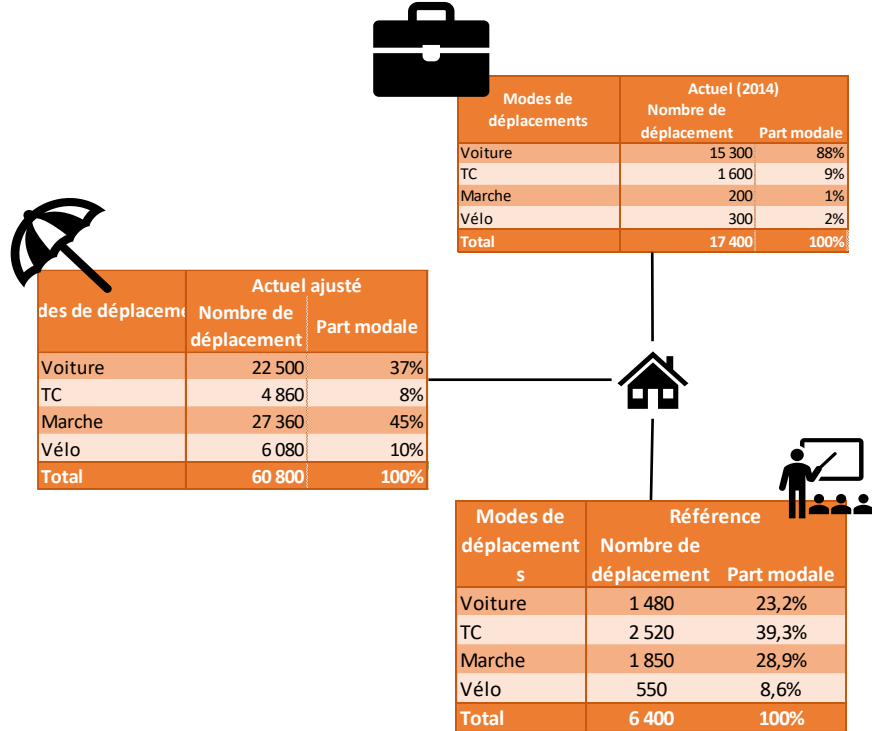 Modes de déplacements Actuel (2014)
Nombre de déplacement Part modale
Voiture 15 300 88%
TC 1 600 9%
Marche 200 1%
Vélo 300 2%
Total 17 400 100%
des de déplaceme Actuel ajusté
Nombre de déplacement Part modale
Voiture 22 500 37%
TC 4 860 8%
Marche 27 360 45%
Vélo 6 080 10%
Total 60 800 100%
Modes de déplacement s Référence
Nombre de déplacement Part modale
Voiture 1 480 23,2%
TC 2 520 39,3%
Marche 1 850 28,9%
Vélo 550 8,6%
Total 6 400 100%